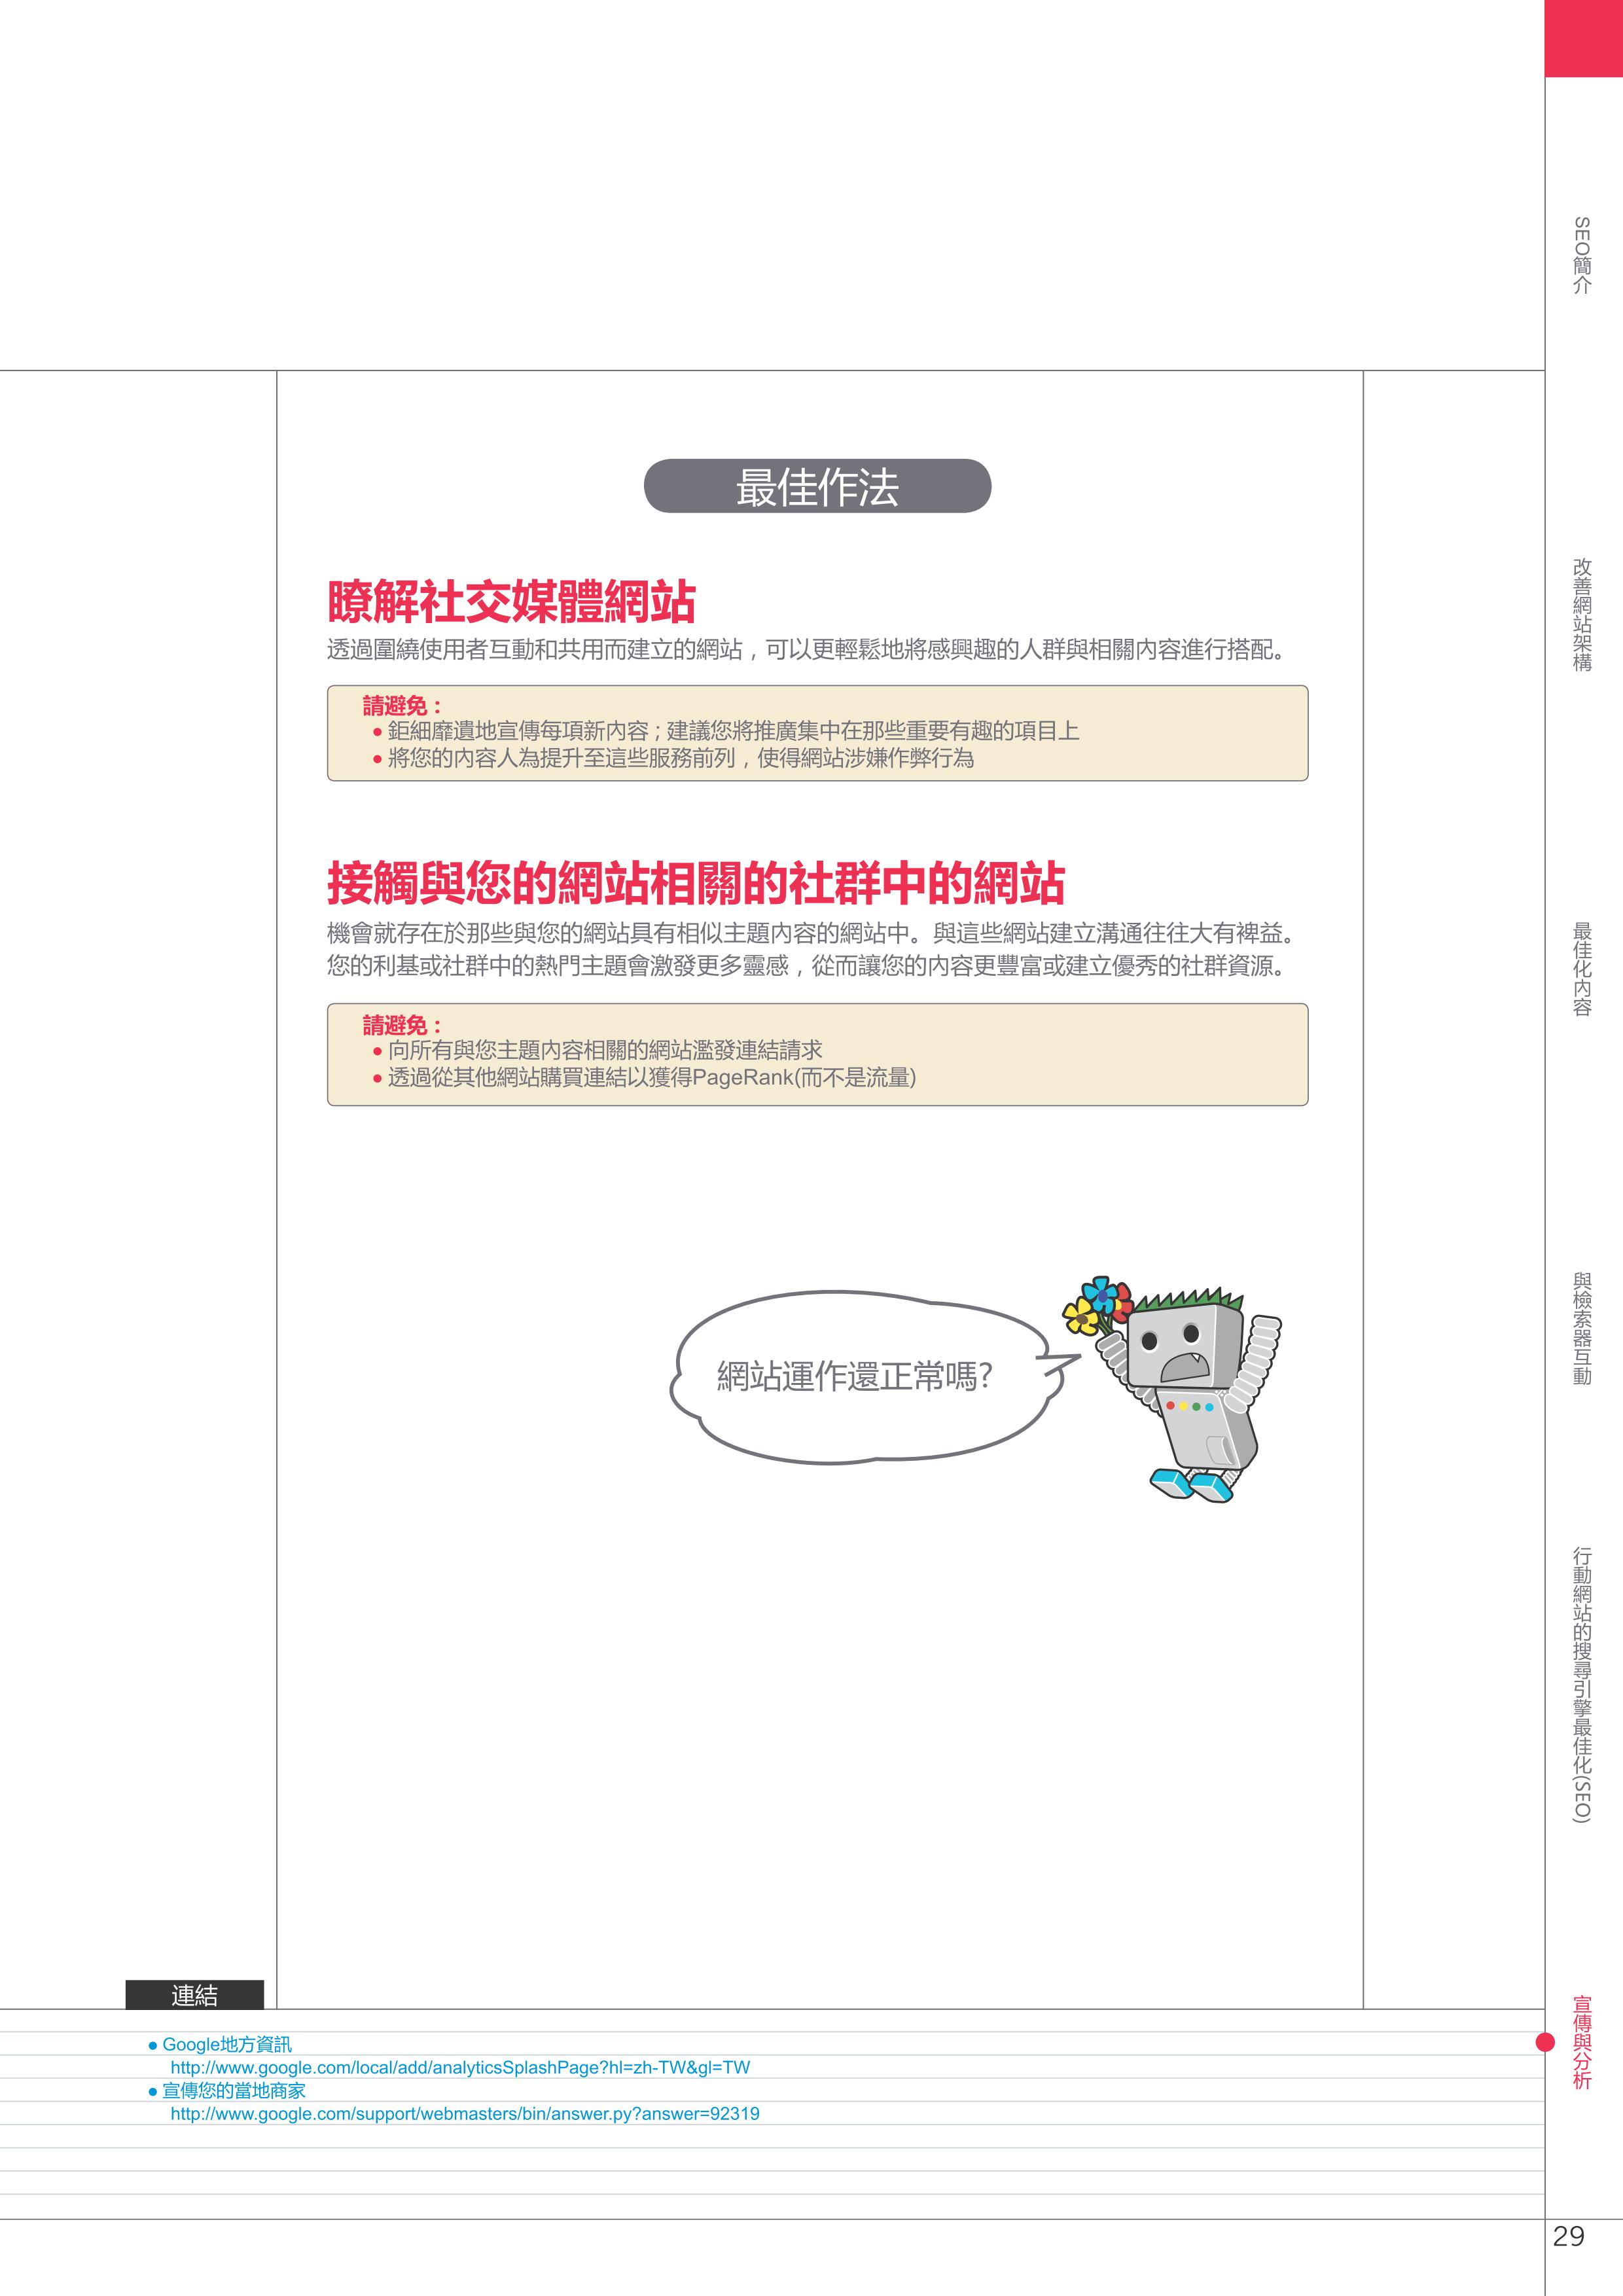 最佳作法
瞭解社交媒體網站
透過圍繞使用者互動和共用而建立的網站，可以更輕鬆地將感興趣的人群與相關內容進行搭配。
請避免：
● 鉅細靡遺地宣傳每項新內容；建議您將推廣集中在那些重要有趣的項目上
● 將您的內容人為提升至這些服務前列，使得網站涉嫌作弊行為
接觸與您的網站相關的社群中的網站
機會就存在於那些與您的網站具有相似主題內容的網站中。與這些網站建立溝通往往大有裨益。
您的利基或社群中的熱門主題會激發更多靈感，從而讓您的內容更豐富或建立優秀的社群資源。
請避免：
● 向所有與您主題內容相關的網站濫發連結請求
● 透過從其他網站購買連結以獲得PageRank(而不是流量)
網站運作還正常嗎?
連結
● Google地方資訊
http://www.google.com/local/add/analyticsSplashPage?hl=zh-TW&gl=TW
● 宣傳您的當地商家
http://www.google.com/support/webmasters/bin/answer.py?answer=92319
SEO簡介
改善網站架構
最佳化內容
與檢索器互動
行動網站的搜尋引擎最佳化(SEO)
宣傳與分析
29